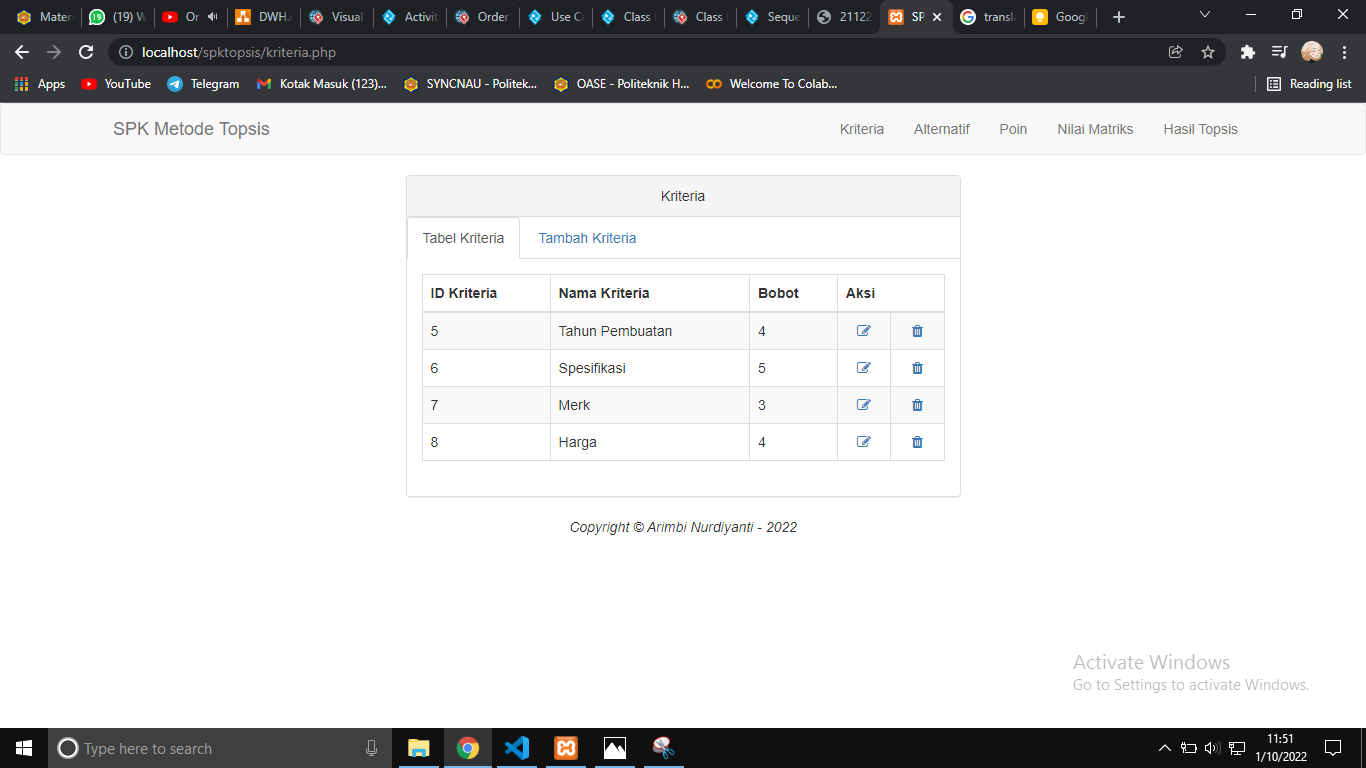 Mater
(19) W
Or
DWH.
Visual
Activit
Order
Use Ca
Class
Class
Seque
21122
SP
transla
Googl
localhost/spktopsis/kriteria.php
Apps
YouTube
Telegram
Kotak Masuk (123)...
SYNCNAU - Politek...
OASE - Politeknik H...
Welcome To Colab...
Reading list
SPK Metode Topsis
Kriteria
Alternatif
Poin
Nilai Matriks
Hasil Topsis
Kriteria
Tabel Kriteria
Tambah Kriteria
ID Kriteria Nama Kriteria Bobot Aksi
5 Tahun Pembuatan 4
6 Spesifikasi 5
7 Merk 3
8 Harga 4
Copyright © Arimbi Nurdiyanti - 2022
Activate Windows
Go to Settings to activate Windows.
Type here to search
11:51
1/10/2022